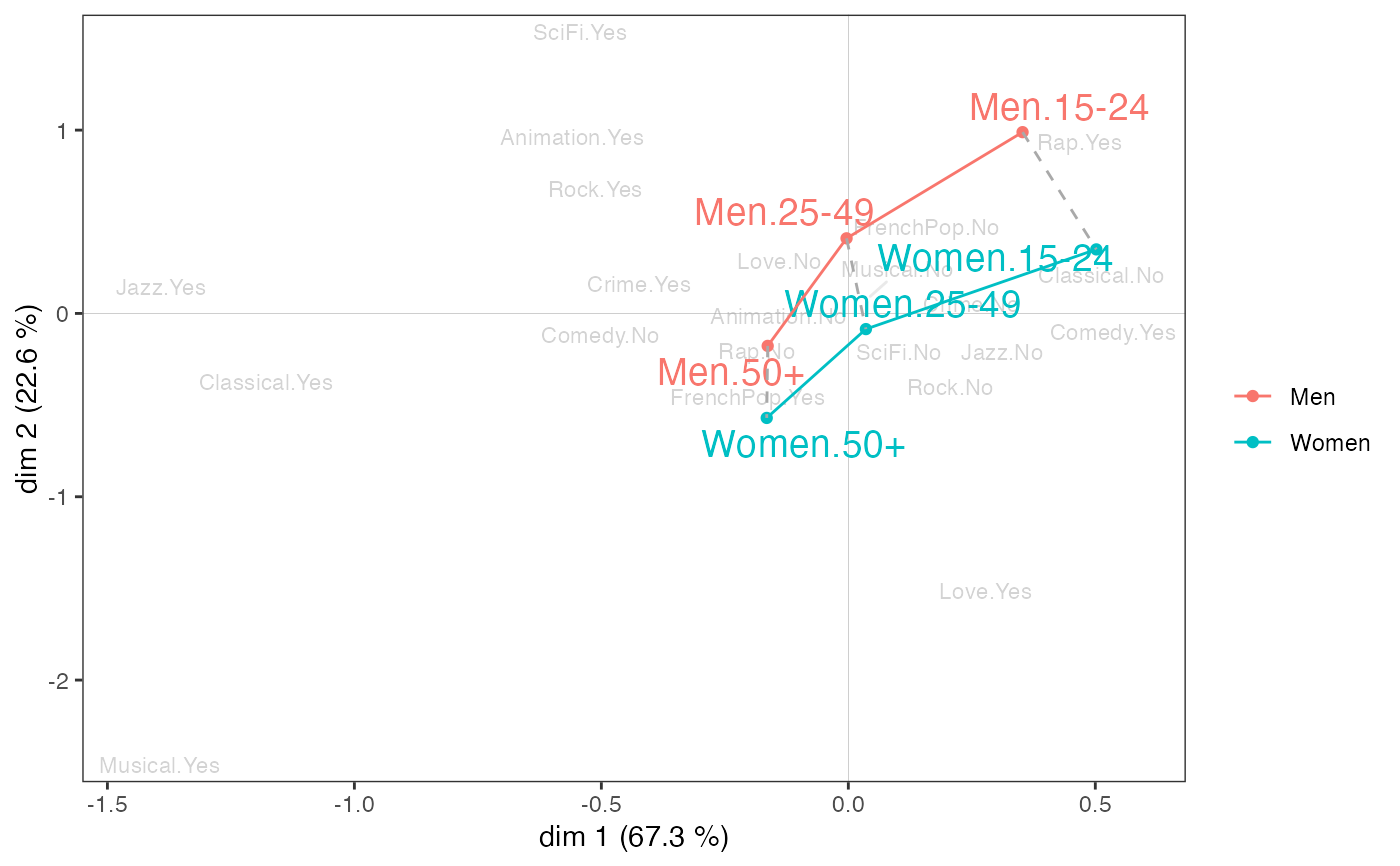 SciFi.Yes
1
Men.15-24
Animation.Yes
Rap.Yes
Rock.Yes
Men.25-49
FrenchPop.No
Love.No
Women.15-24
Musical.No
Classical.No
Crime.Yes
Jazz.Yes
Women.25-49
Crime.No
0
Animation.No
Comedy.No
Comedy.Yes
Rap.No
SciFi.No
Jazz.No
Men.50+
Classical.Yes
Rock.No
FrenchPop.Yes
Women.50+
-1
Love.Yes
-2
Musical.Yes
-1.5
-1.0
-0.5
0.0
0.5
dim 1 (67.3 %)
dim 2 (22.6 %)
Men
Women